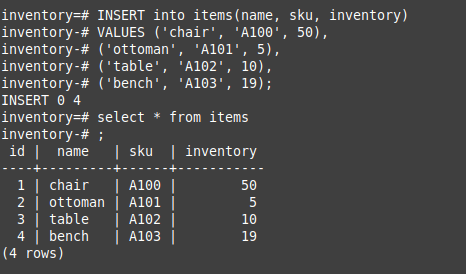 inventory=# INSERT into items(name, sku, inventory)
inventory-# VALUES ('chair', 'A100', 50),
inventory-# ('ottoman', 'A101', 5),
inventory-# ('table', 'A102', 10),
inventory-# ('bench', 'A103', 19);
INSERT 0 4
inventory=# select * from items
inventory-# ;
 id |  name   | sku  | inventory
----+---------+------+-----------
  1 | chair   | A100 |        50
  2 | ottoman | A101 |         5
  3 | table   | A102 |        10
  4 | bench   | A103 |        19
(4 rows)